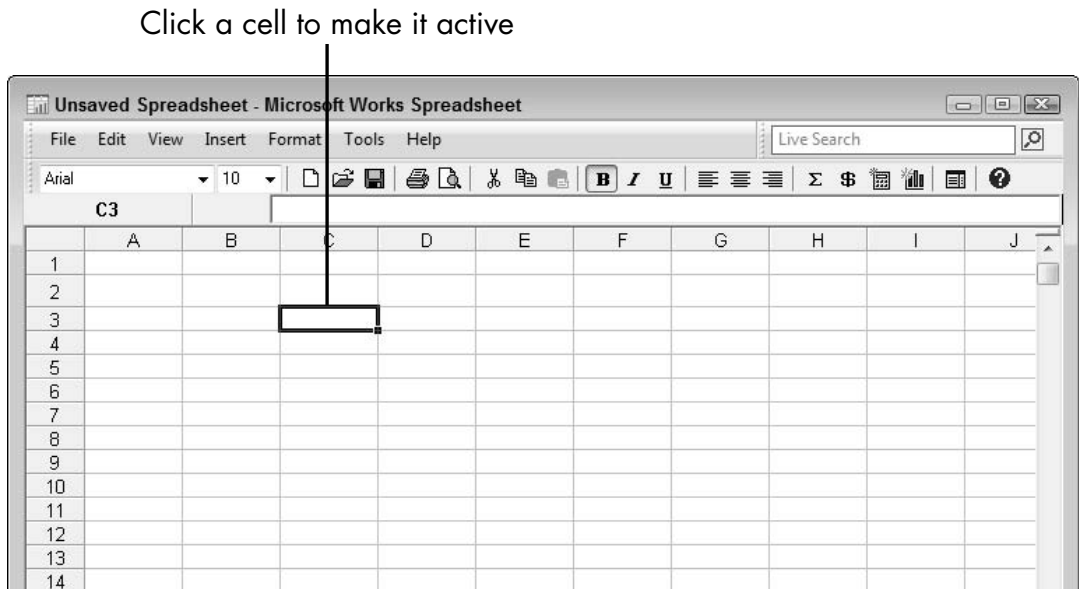 Click a cell to make it active
Unsaved Spreadsheet - Microsoft Works Spreadsheet
File Edit View Insert Format Tools Help Live Search
Arial 10 B I U Σ $ ?
C3
A B C D E F G H I J
1
2
3
4
5
6
7
8
9
10
11
12
13
14